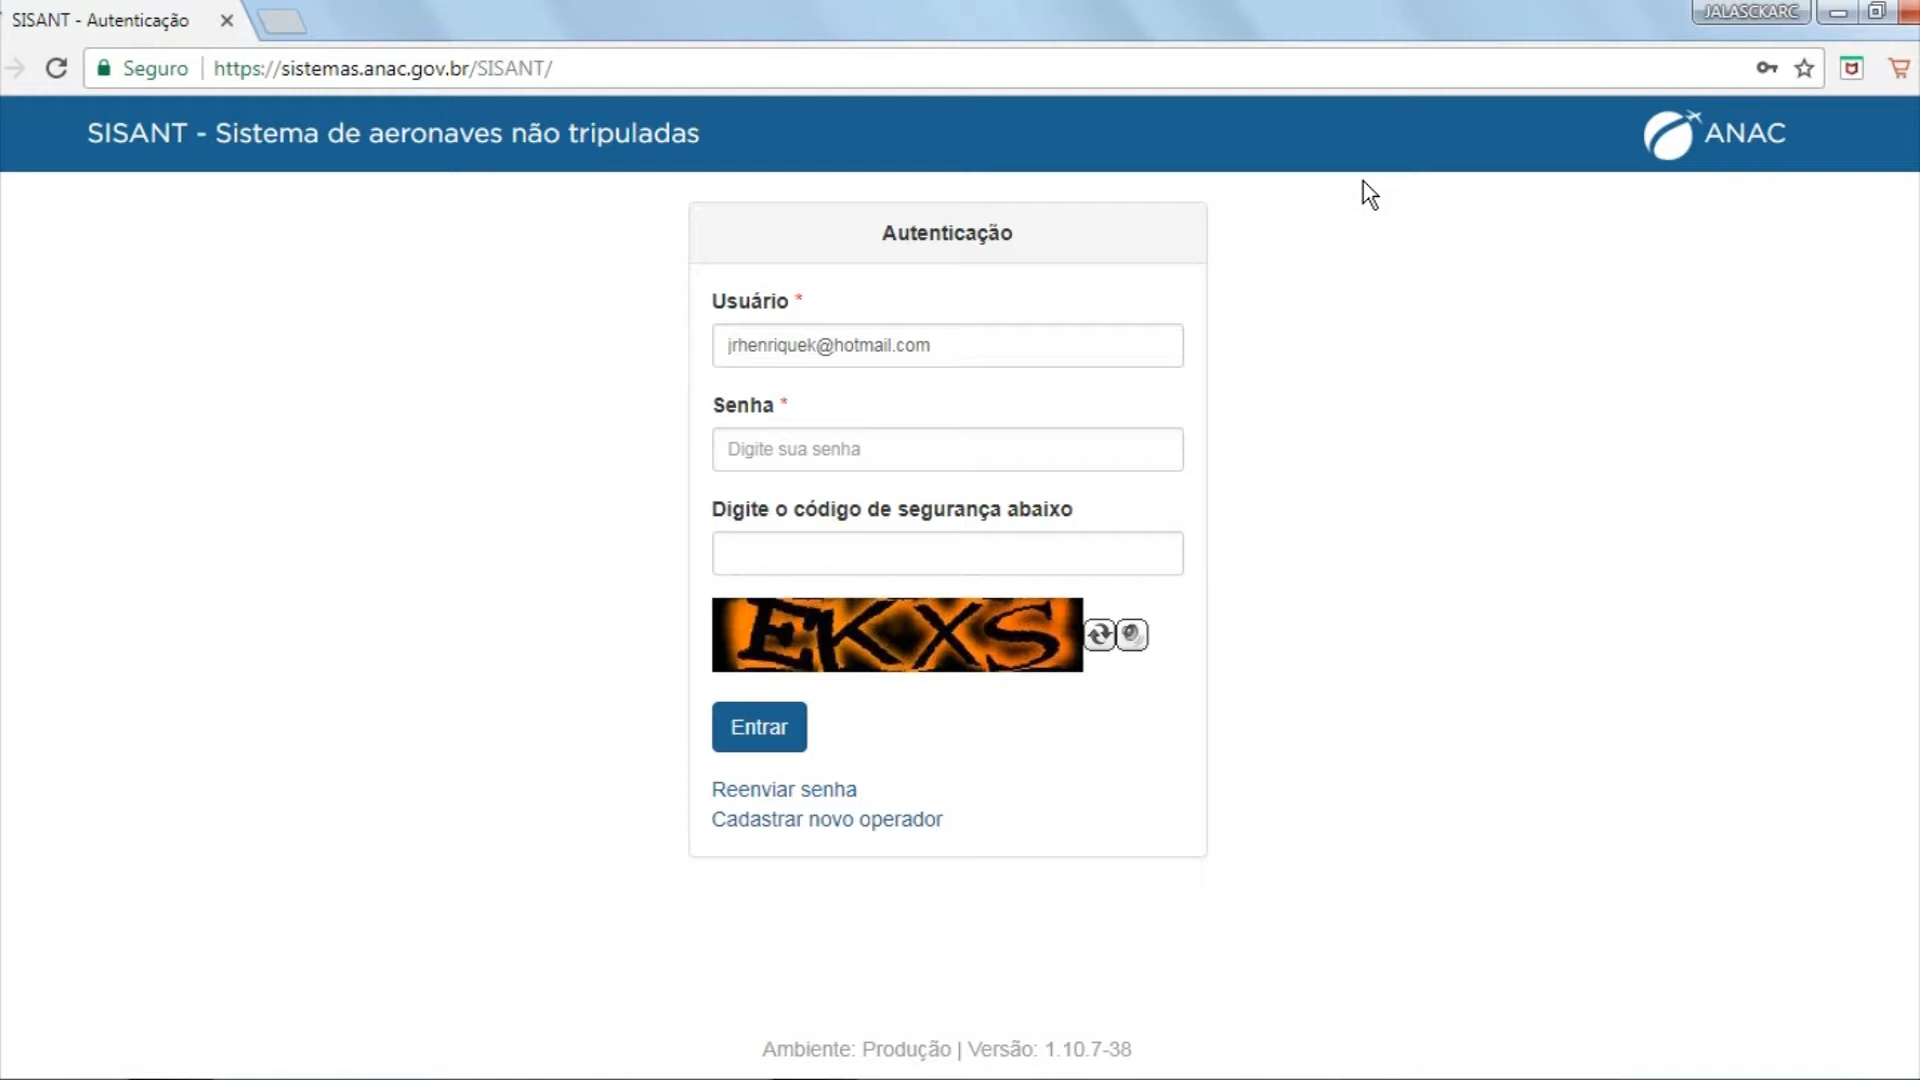 SISANT - Autenticação
JALASCKARC
Seguro
https://sistemas.anac.gov.br/SISANT/
SISANT - Sistema de aeronaves não tripuladas
ANAC
Autenticação
Usuário *
jrhenriquek@hotmail.com
Senha *
Digite sua senha
Digite o código de segurança abaixo
EKXS
Entrar
Reenviar senha
Cadastrar novo operador
Ambiente: Produção | Versão: 1.10.7-38